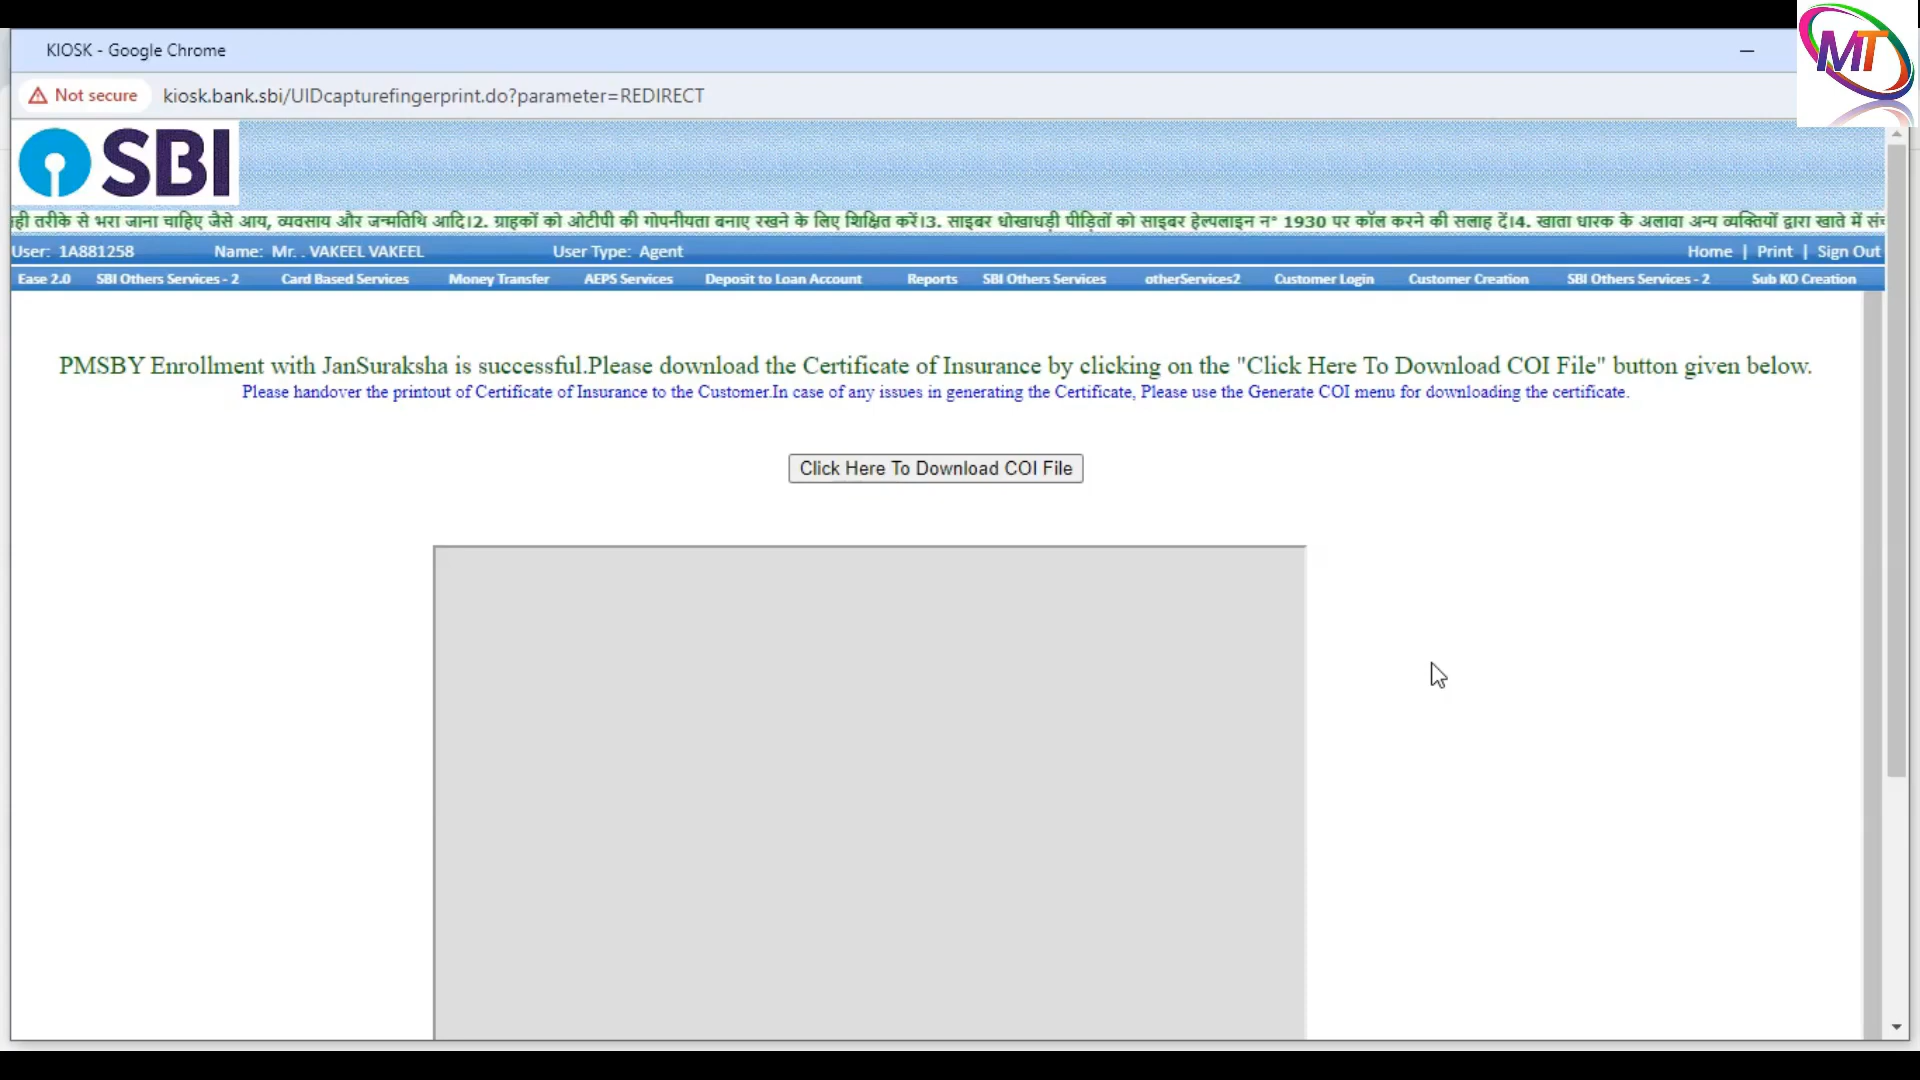 KIOSK - Google Chrome
MT
Not secure kiosk.bank.sbi/UIDcapturefingerprint.do?parameter=REDIRECT
SBI
तरीके से भरा जाना चाहिए जैसे आय, व्यवसाय और जन्मतिथि आदि।2. ग्राहकों को ओटीपी की गोपनीयता बनाए रखने के लिए शिक्षित करें।3. साइबर धोखाधड़ी पीड़ितों को साइबर हेल्पलाइन न° 1930 पर कॉल करने की सलाह दें।4. खाता धारक के अलावा अन्य व्यक्तियों द्वारा खाते में
User: 1A881258 Name: Mr. . VAKEEL VAKEEL User Type: Agent Home | Print | Sign Out
Ease 2.0 SBI Others Services - 2 Card Based Services Money Transfer AEPS Services Deposit to Loan Account Reports SBI Others Services otherServices2 Customer Login Customer Creation SBI Others Services - 2 Sub KO Creation
PMSBY Enrollment with JanSuraksha is successful.Please download the Certificate of Insurance by clicking on the "Click Here To Download COI File" button given below.
Please handover the printout of Certificate of Insurance to the Customer.In case of any issues in generating the Certificate, Please use the Generate COI menu for downloading the certificate.
Click Here To Download COI File